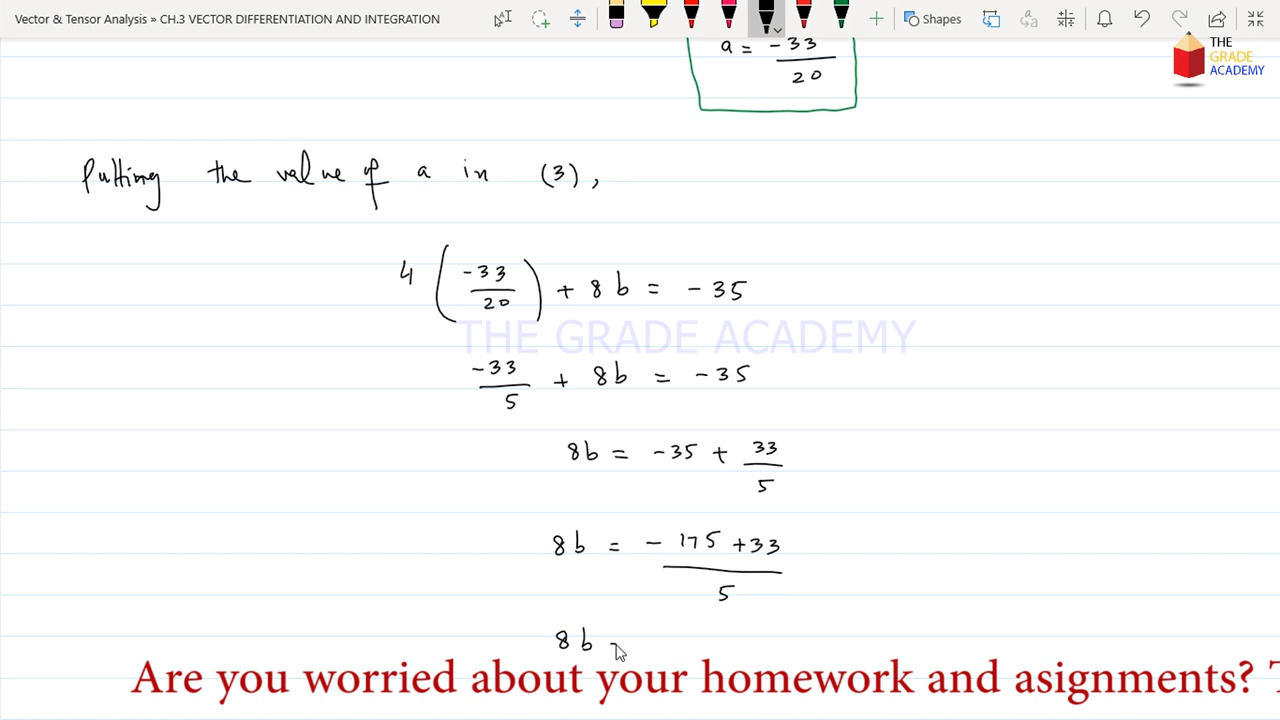 Vector & Tensor Analysis » CH.3 VECTOR DIFFERENTIATION AND INTEGRATION
Shapes
THE
GRADE
ACADEMY
a = -33/20
Putting the value of a in (3),
4 (-33/20) + 8b = -35
THE GRADE ACADEMY
-33/5 + 8b = -35
8b = -35 + 33/5
8b = -175 +33/5
8b
Are you worried about your homework and asignments? T